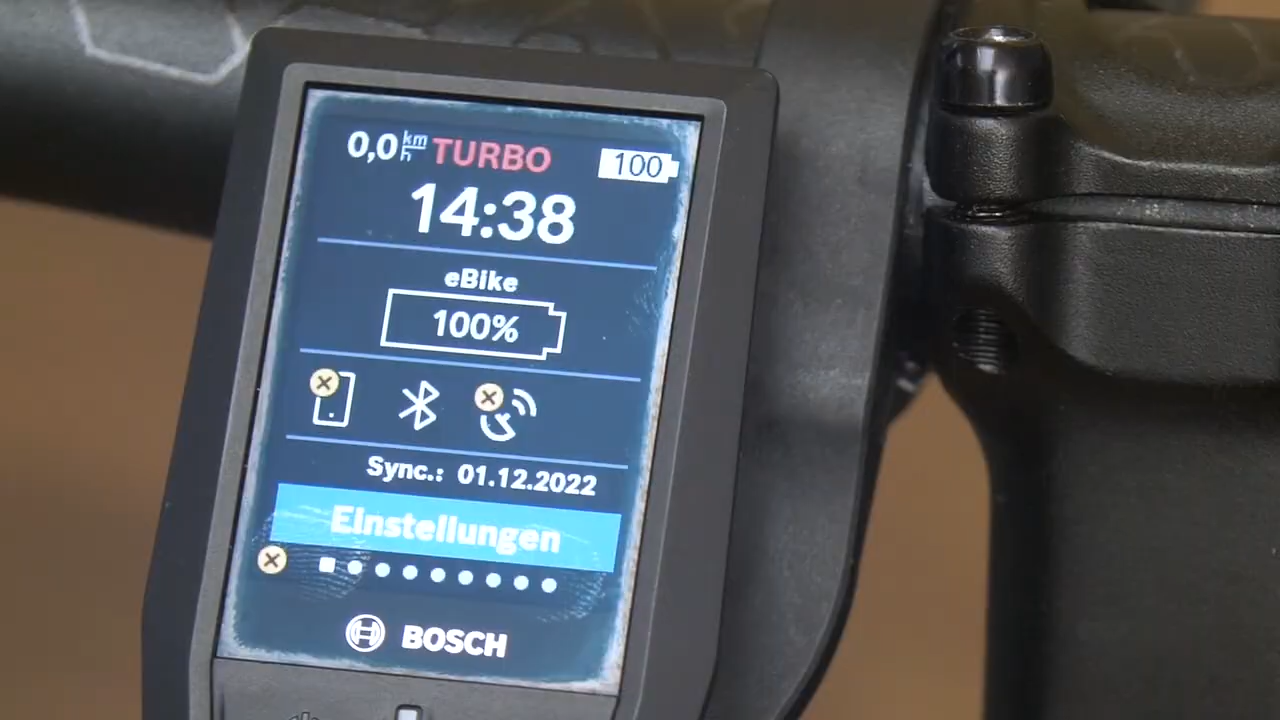 0,0 km/h TURBO 100
14:38
eBike
100%
Sync.: 01.12.2022
Einstellungen
BOSCH